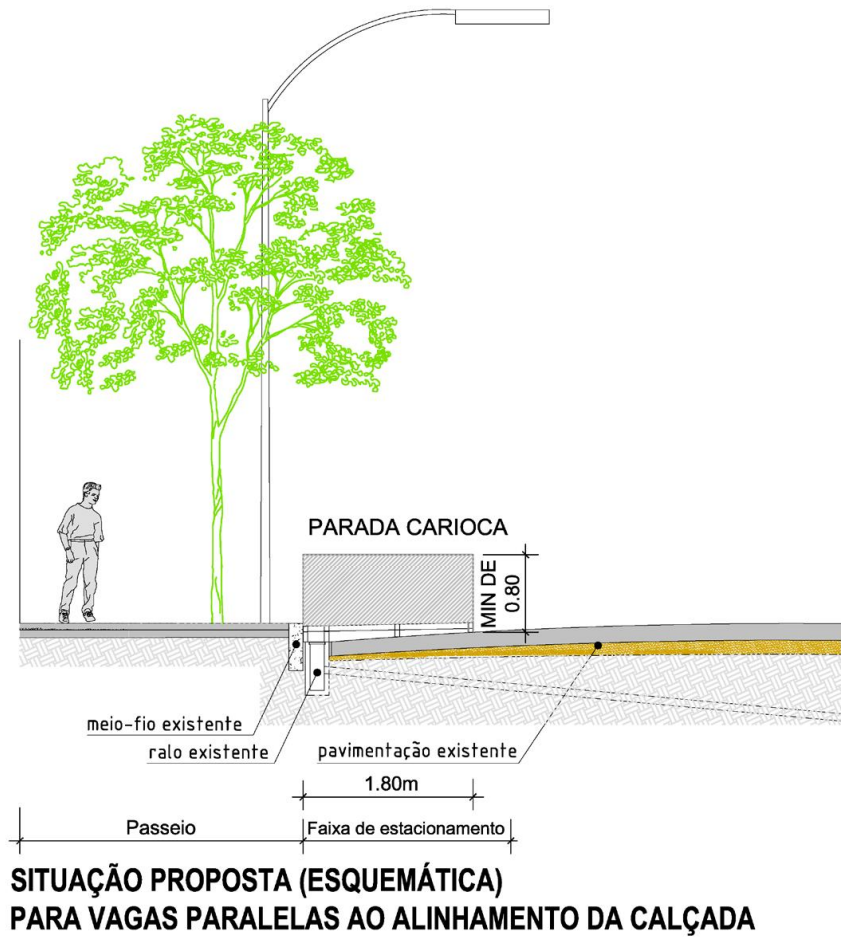 PARADA CARIOCA
MIN DE
0.80
meio-fio existente
ralo existente
pavimentação existente
1.80m
Passeio
Faixa de estacionamento
SITUAÇÃO PROPOSTA (ESQUEMÁTICA)
PARA VAGAS PARALELAS AO ALINHAMENTO DA CALÇADA